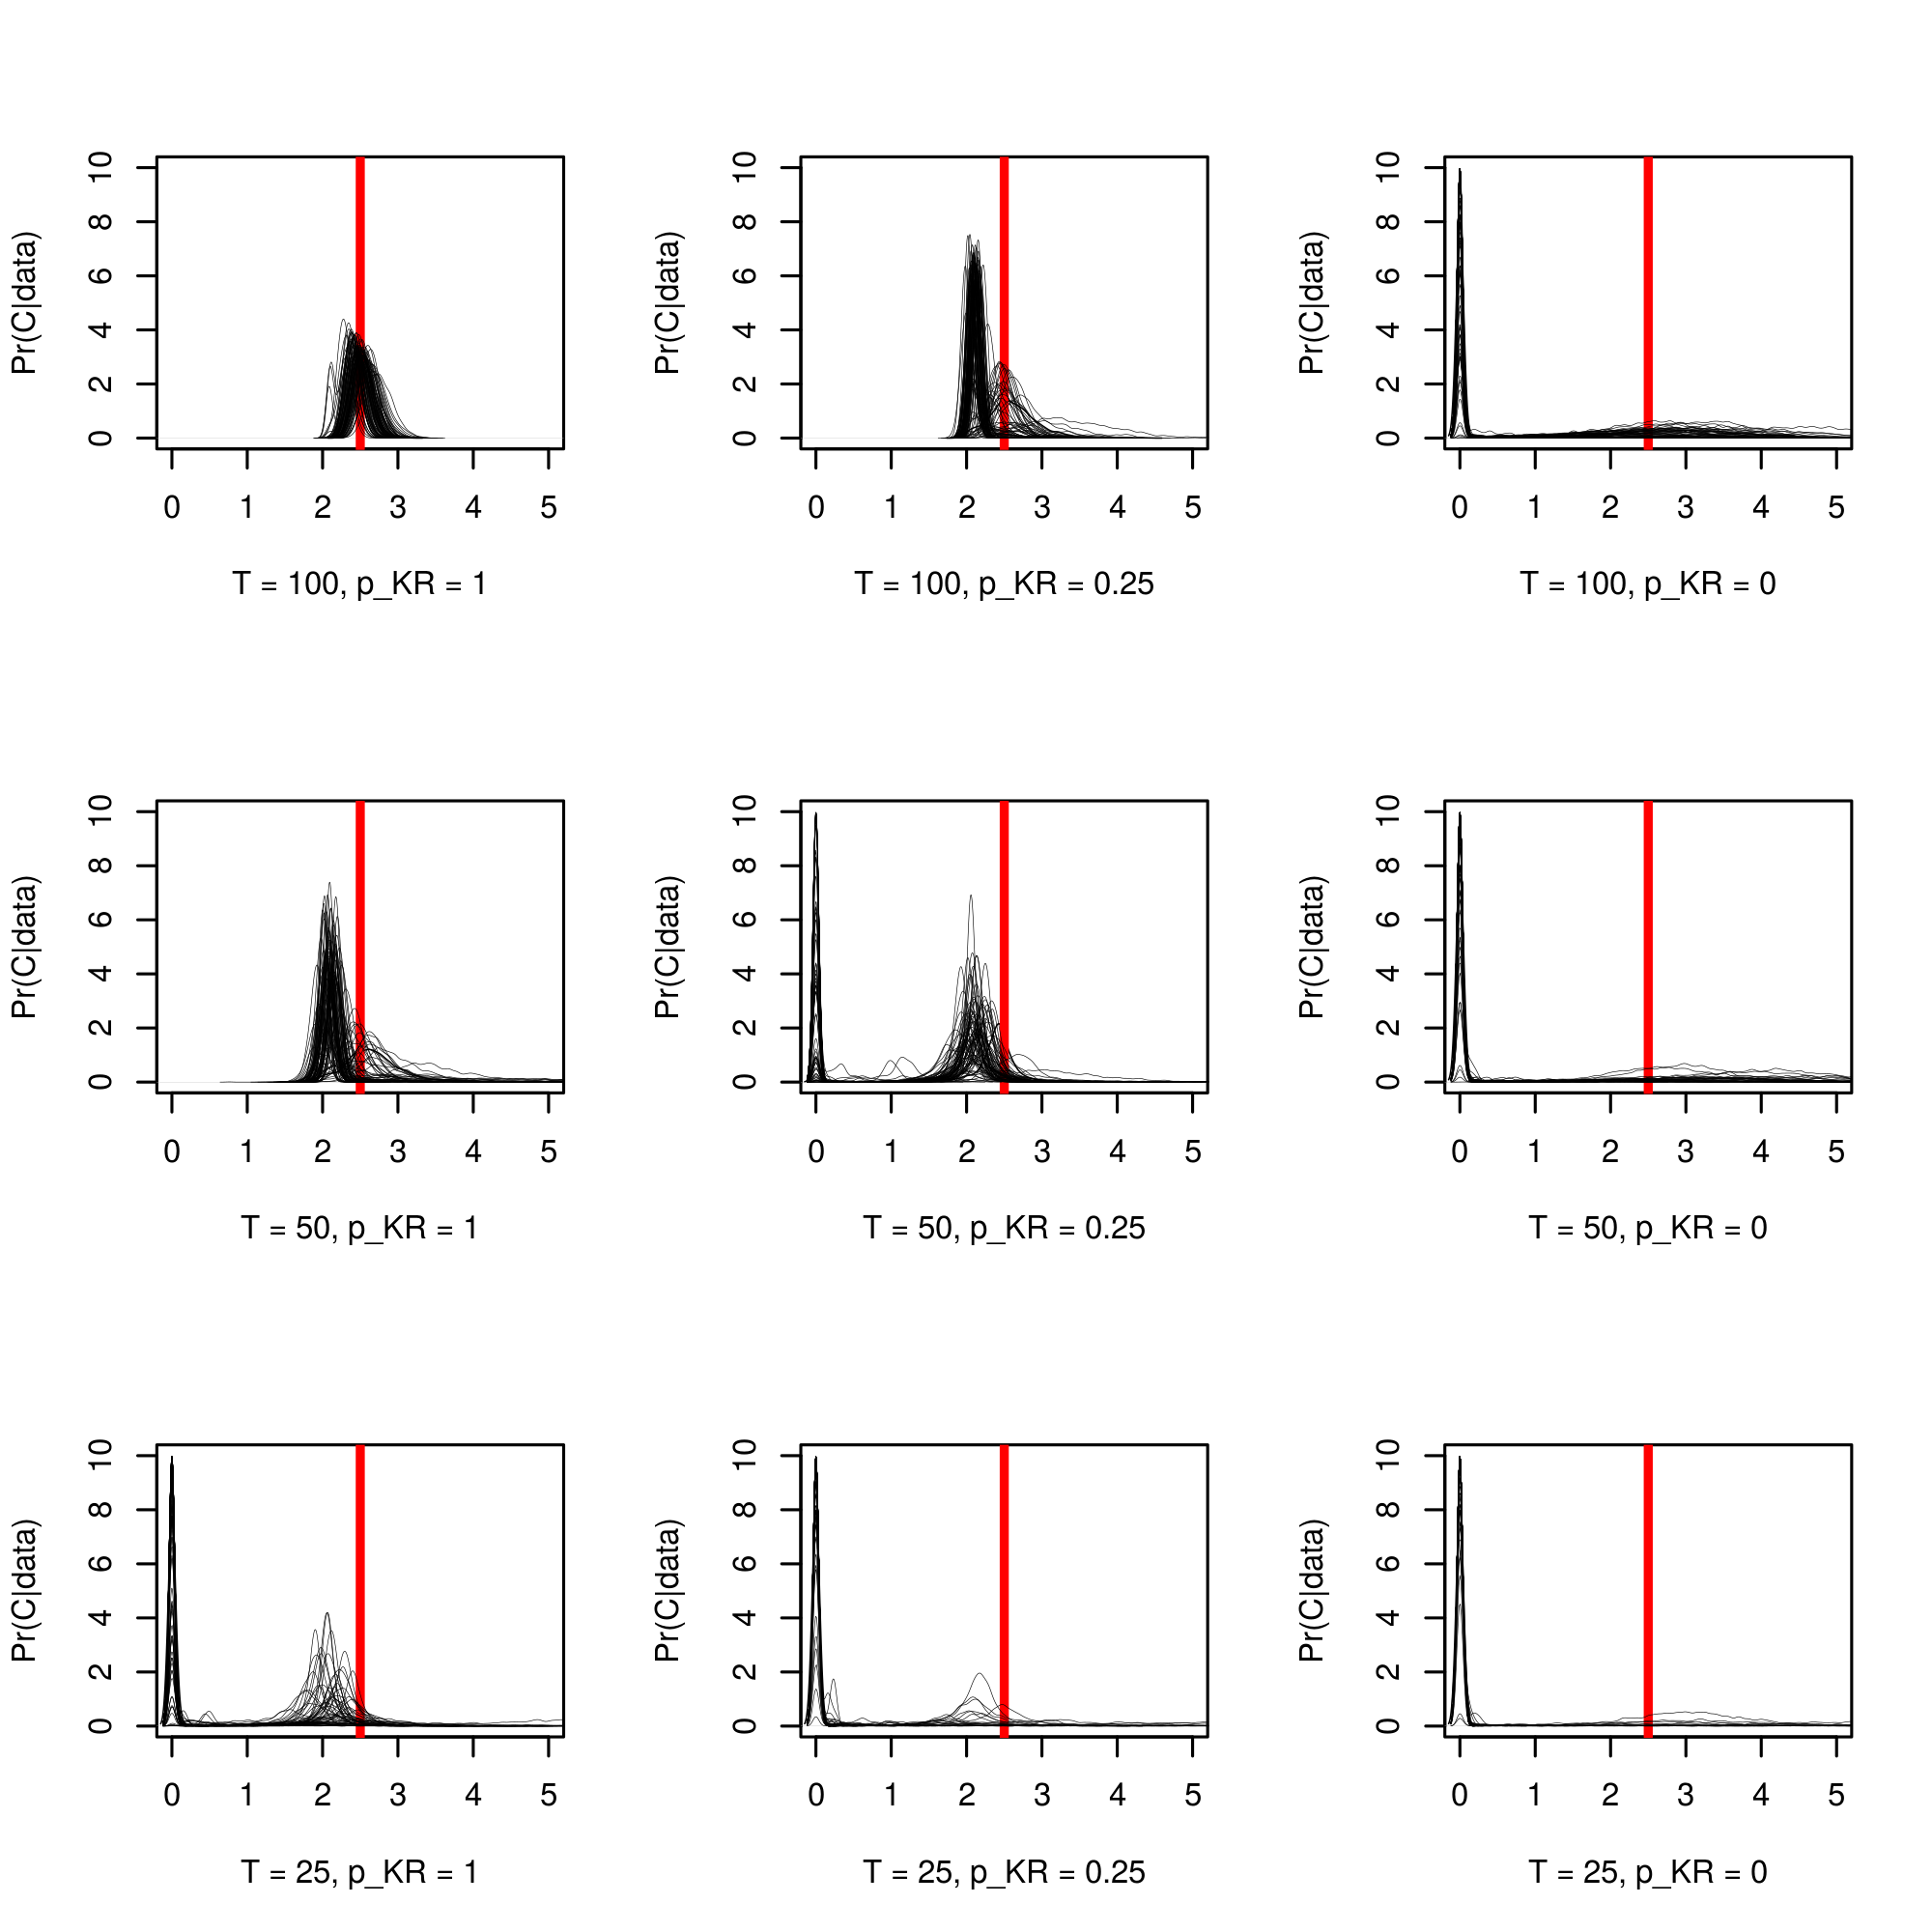 Pr(C|data)
10
8
6
4
2
0
0 1 2 3 4 5
T = 100, p_KR = 1
Pr(C|data)
10
8
6
4
2
0
0 1 2 3 4 5
T = 100, p_KR = 0.25
Pr(C|data)
10
8
6
4
2
0
0 1 2 3 4 5
T = 100, p_KR = 0
Pr(C|data)
10
8
6
4
2
0
0 1 2 3 4 5
T = 50, p_KR = 1
Pr(C|data)
10
8
6
4
2
0
0 1 2 3 4 5
T = 50, p_KR = 0.25
Pr(C|data)
10
8
6
4
2
0
0 1 2 3 4 5
T = 50, p_KR = 0
Pr(C|data)
10
8
6
4
2
0
0 1 2 3 4 5
T = 25, p_KR = 1
Pr(C|data)
10
8
6
4
2
0
0 1 2 3 4 5
T = 25, p_KR = 0.25
Pr(C|data)
10
8
6
4
2
0
0 1 2 3 4 5
T = 25, p_KR = 0